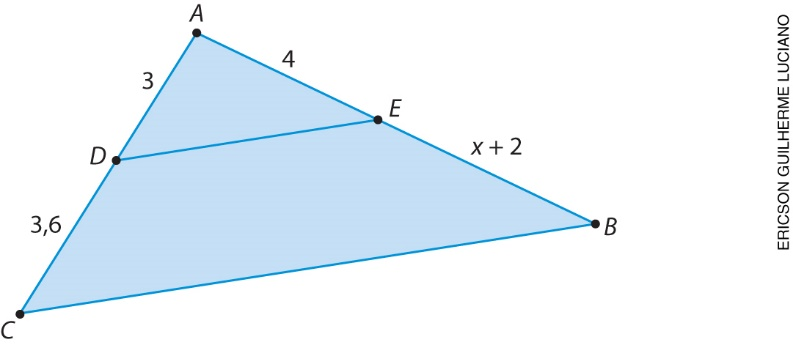 A
4
3
E
D
x + 2
3,6
B
C
ERICSON GUILHERME LUCIANO